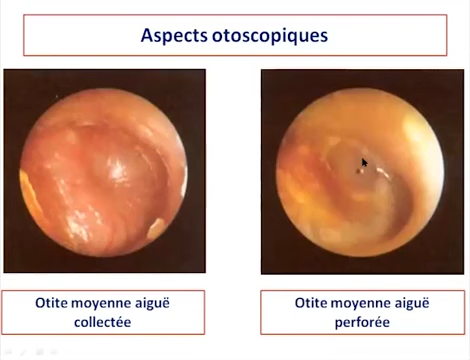 Aspects otoscopiques
Otite moyenne aiguë
collectée
Otite moyenne aiguë
perforée